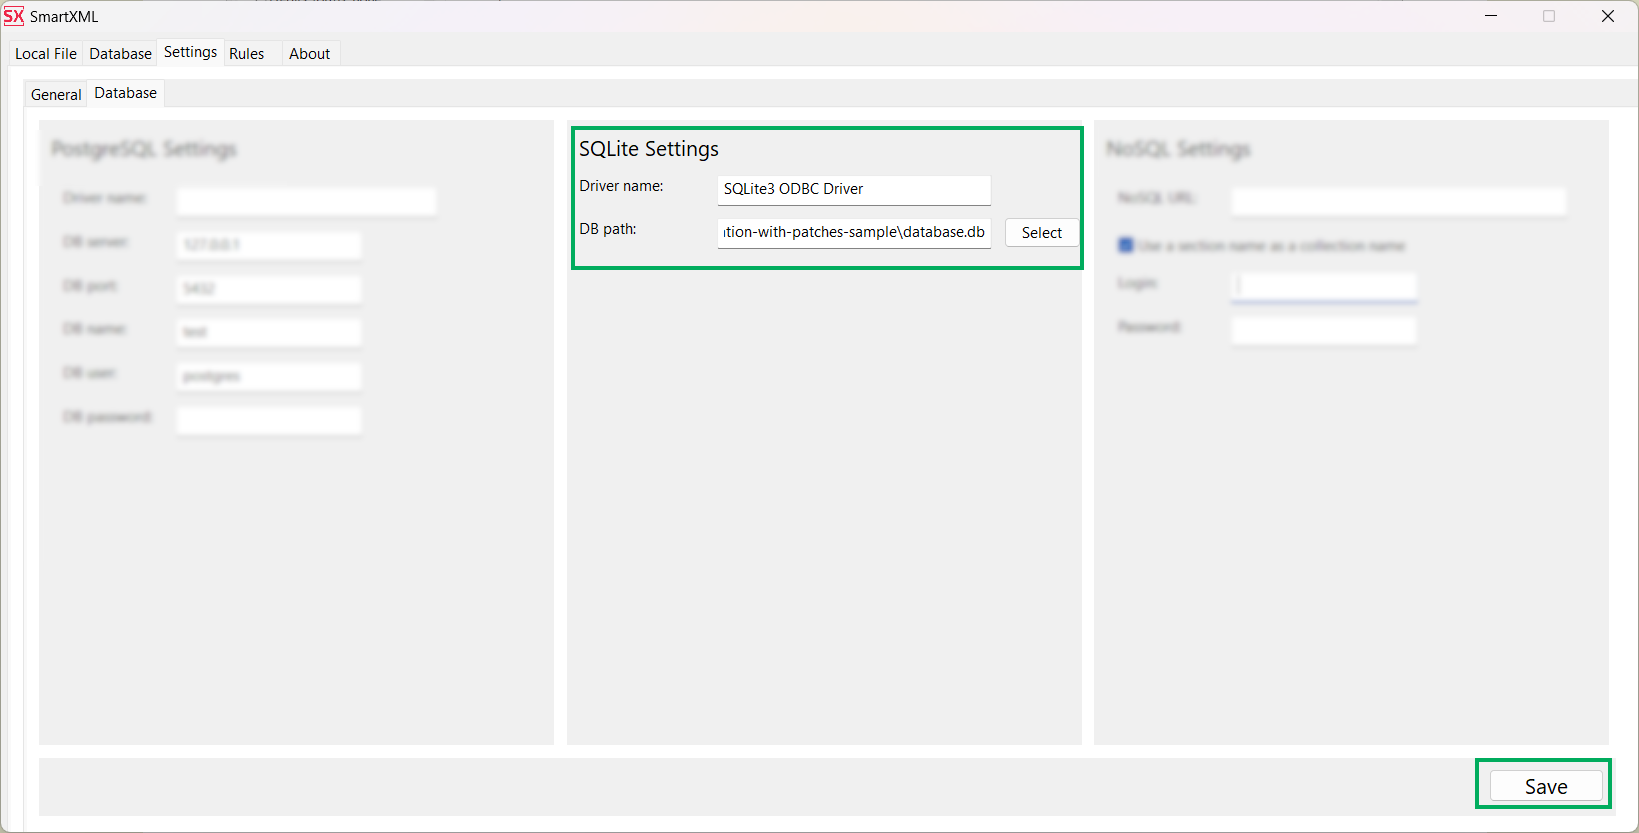 SX SmartXML
Local File Database Settings Rules About
General Database
PostgreSQL Settings
Driver name:
DB server: 127.0.0.1
DB port: 5432
DB name: test
DB user: postgres
DB password:
SQLite Settings
Driver name: SQLite3 ODBC Driver
DB path: ation-with-patches-sample\database.db Select
NoSQL Settings
NoSQL URL:
Use a section name as a collection name
Login:
Password:
Save